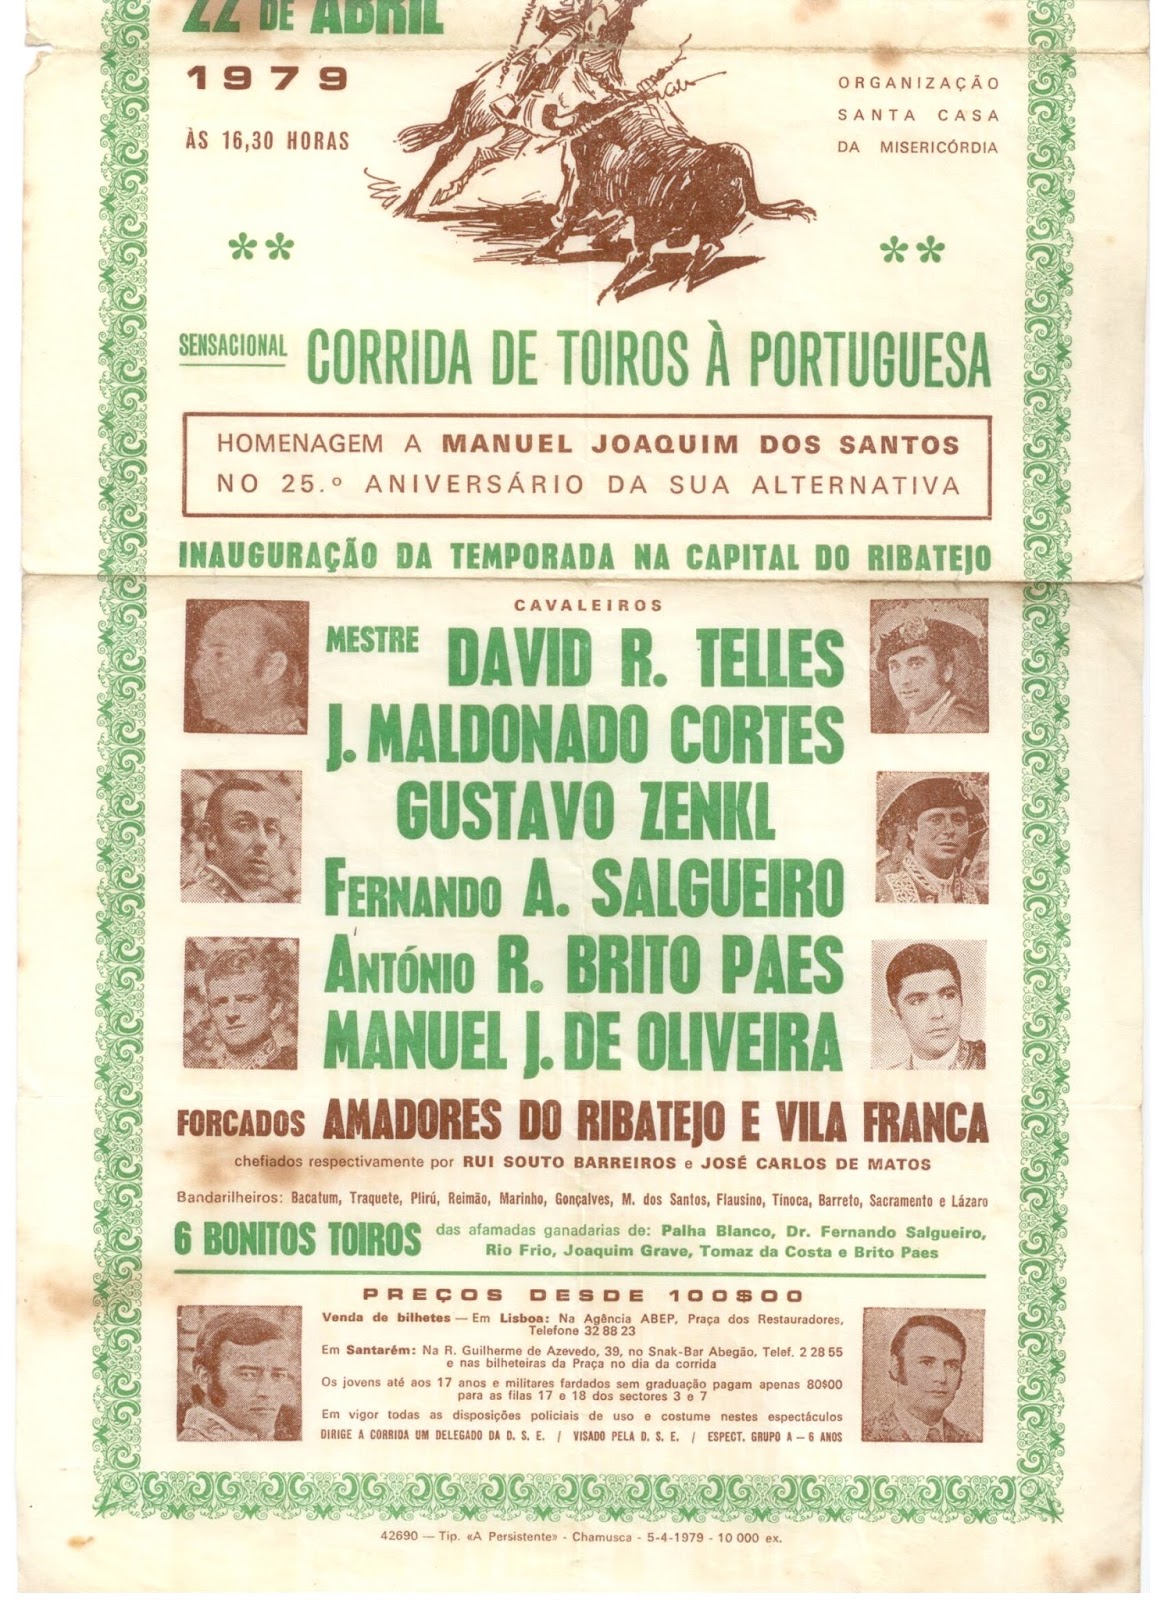 22 DE ABRIL
1979
ÀS 16,30 HORAS
ORGANIZAÇÃO
SANTA CASA
DA MISERICÓRDIA
SENSACIONAL CORRIDA DE TOIROS À PORTUGUESA
HOMENAGEM A MANUEL JOAQUIM DOS SANTOS
NO 25.º ANIVERSÁRIO DA SUA ALTERNATIVA
INAUGURAÇÃO DA TEMPORADA NA CAPITAL DO RIBATEJO
CAVALEIROS
MESTRE DAVID R. TELLES
J. MALDONADO CORTES
GUSTAVO ZENKL
FERNANDO A. SALGUEIRO
ANTÓNIO R. BRITO PAES
MANUEL J. DE OLIVEIRA
FORCADOS AMADORES DO RIBATEJO E VILA FRANCA
chefiados respectivamente por RUI SOUTO BARREIROS e JOSÉ CARLOS DE MATOS
Bandarilheiros: Bacatum, Traquete, Plirú, Reimão, Marinho, Gonçalves, M. dos Santos, Flausino, Tinoca, Barreto, Sacramento e Lázaro
6 BONITOS TOIROS das afamadas ganadarias de: Palha Blanco, Dr. Fernando Salgueiro,
Rio Frio, Joaquim Grave, Tomaz da Costa e Brito Paes
PREÇOS DESDE 100$00
Venda de bilhetes — Em Lisboa: Na Agência ABEP, Praça dos Restauradores,
Telefone 32 88 23
Em Santarém: Na R. Guilherme de Azevedo, 39, no Snak-Bar Abegão, Telef. 2 28 55
e nas bilheteiras da Praça no dia da corrida
Os jovens até aos 17 anos e militares fardados sem graduação pagam apenas 80$00
para as filas 17 e 18 dos sectores 3 e 7
Em vigor todas as disposições policiais de uso e costume nestes espectáculos
DIRIGE A CORRIDA UM DELEGADO DA D. S. E. / VISADO PELA D. S. E. / ESPECT. GRUPO A — 6 ANOS
42690 — Tip. «A Persistente» - Chamusca - 5-4-1979 - 10 000 ex.